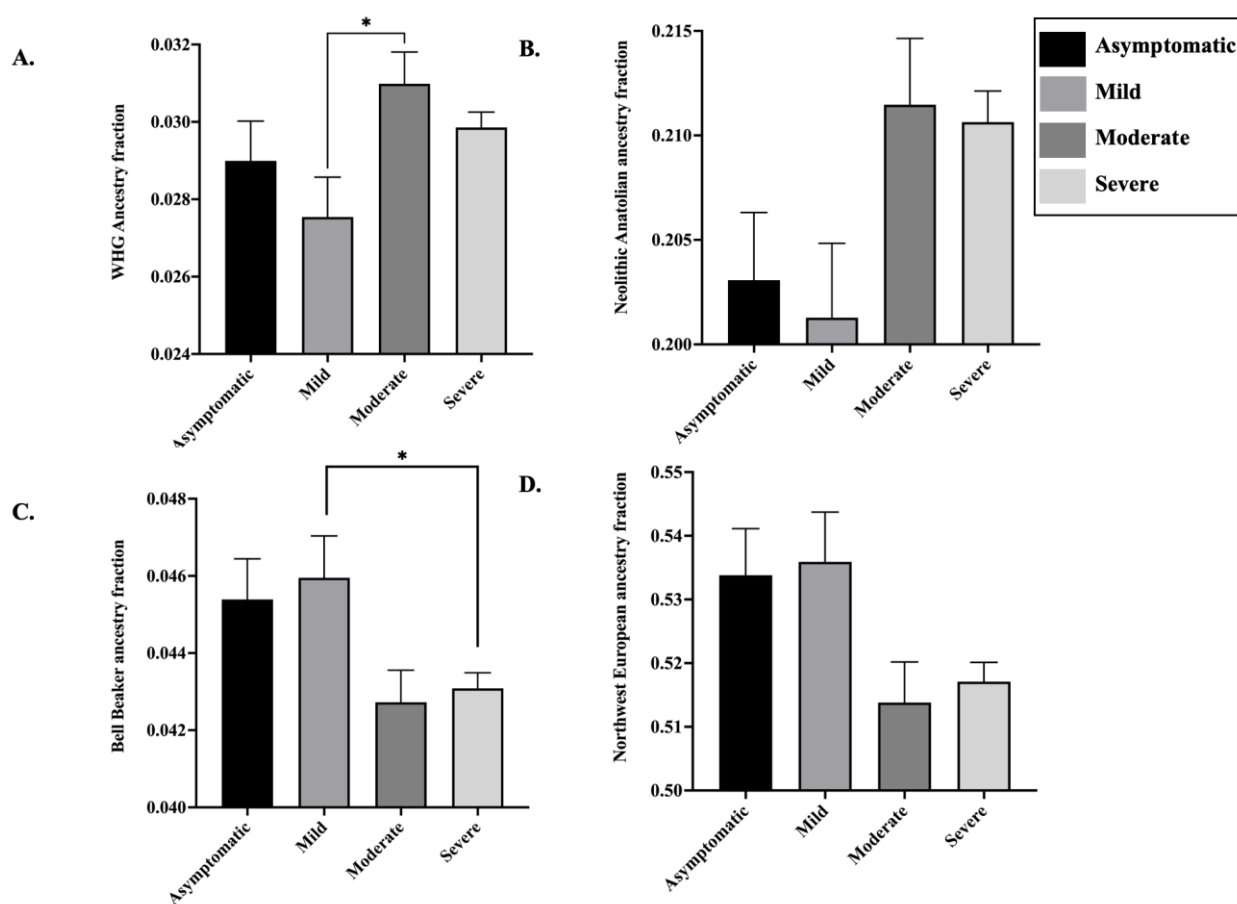 A.
WHG Ancestry fraction
0.032
0.030
0.028
0.026
0.024
*
Asymptomatic
Mild
Moderate
Severe
B.
Neolithic Anatolian ancestry fraction
0.215
0.210
0.205
0.200
Asymptomatic
Mild
Moderate
Severe
Asymptomatic
Mild
Moderate
Severe
C.
Bell Beaker ancestry fraction
0.048
0.046
0.044
0.042
0.040
*
Asymptomatic
Mild
Moderate
Severe
D.
Northwest European ancestry fraction
0.55
0.54
0.53
0.52
0.51
0.50
Asymptomatic
Mild
Moderate
Severe